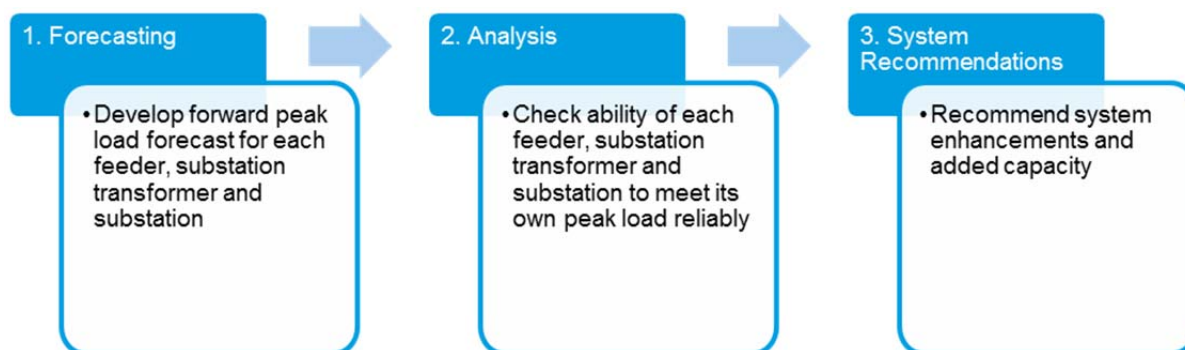 1. Forecasting
•Develop forward peak
load forecast for each
feeder, substation
transformer and
substation
2. Analysis
•Check ability of each
feeder, substation
transformer and
substation to meet its
own peak load reliably
3. System
Recommendations
•Recommend system
enhancements and
added capacity